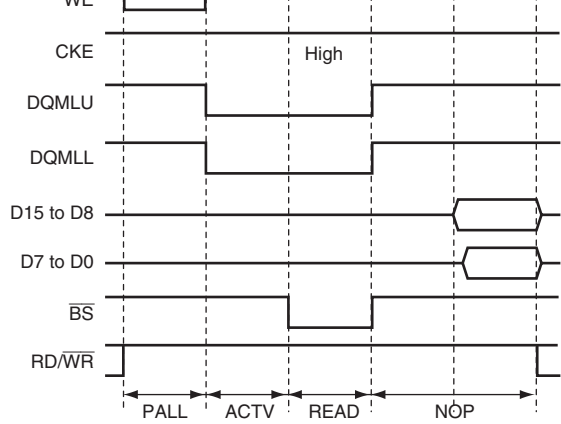 WE
CKE
High
DQMLU
DQMLL
D15 to D8
D7 to D0
BS
RD/WR
PALL ACTV READ NOP